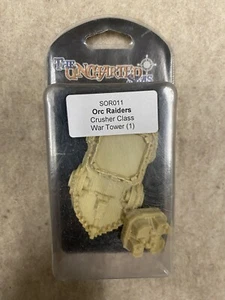 THE UNCHARTED
SEAS
SOR011
Orc Raiders
Crusher Class
War Tower (1)